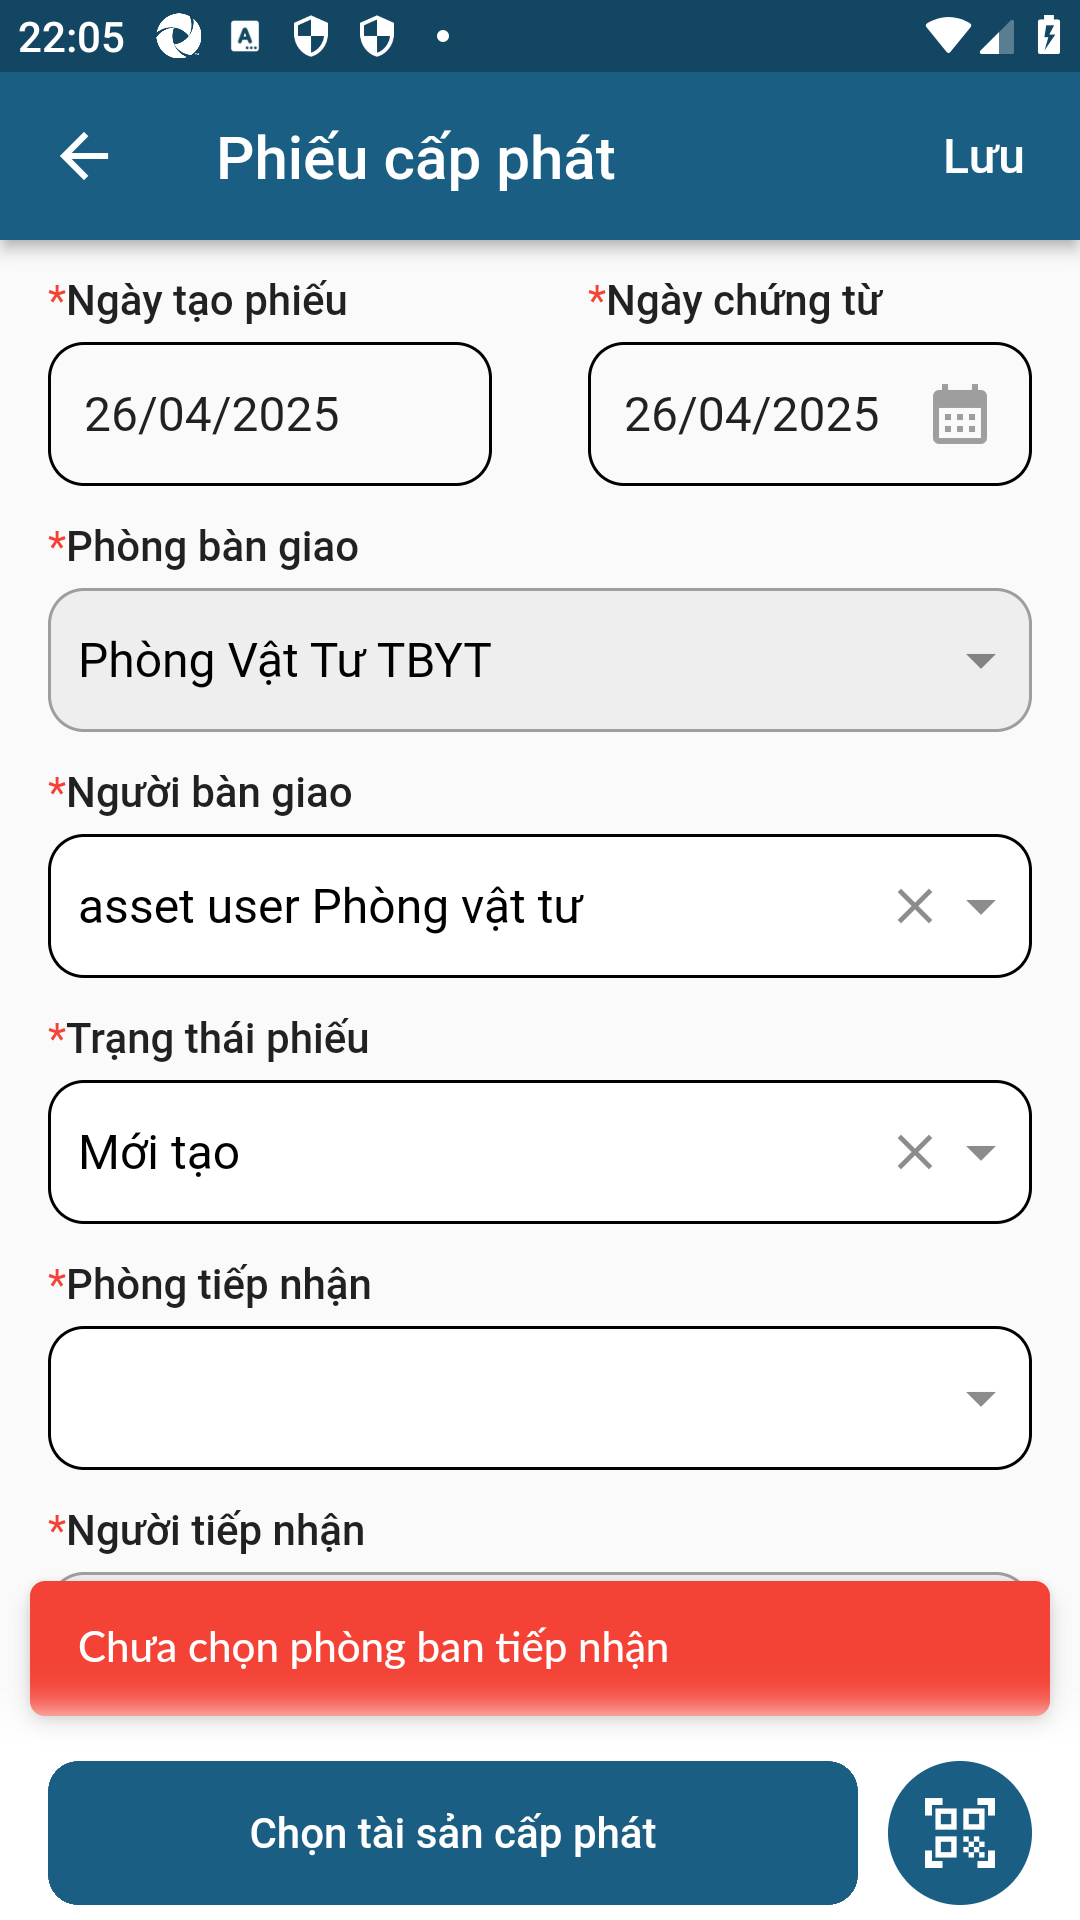 22:05
Phiếu cấp phát
Lưu
*Ngày tạo phiếu
*Ngày chứng từ
26/04/2025
26/04/2025
*Phòng bàn giao
Phòng Vật Tư TBYT
*Người bàn giao
asset user Phòng vật tư
*Trạng thái phiếu
Mới tạo
*Phòng tiếp nhận
*Người tiếp nhận
Chưa chọn phòng ban tiếp nhận
Chọn tài sản cấp phát